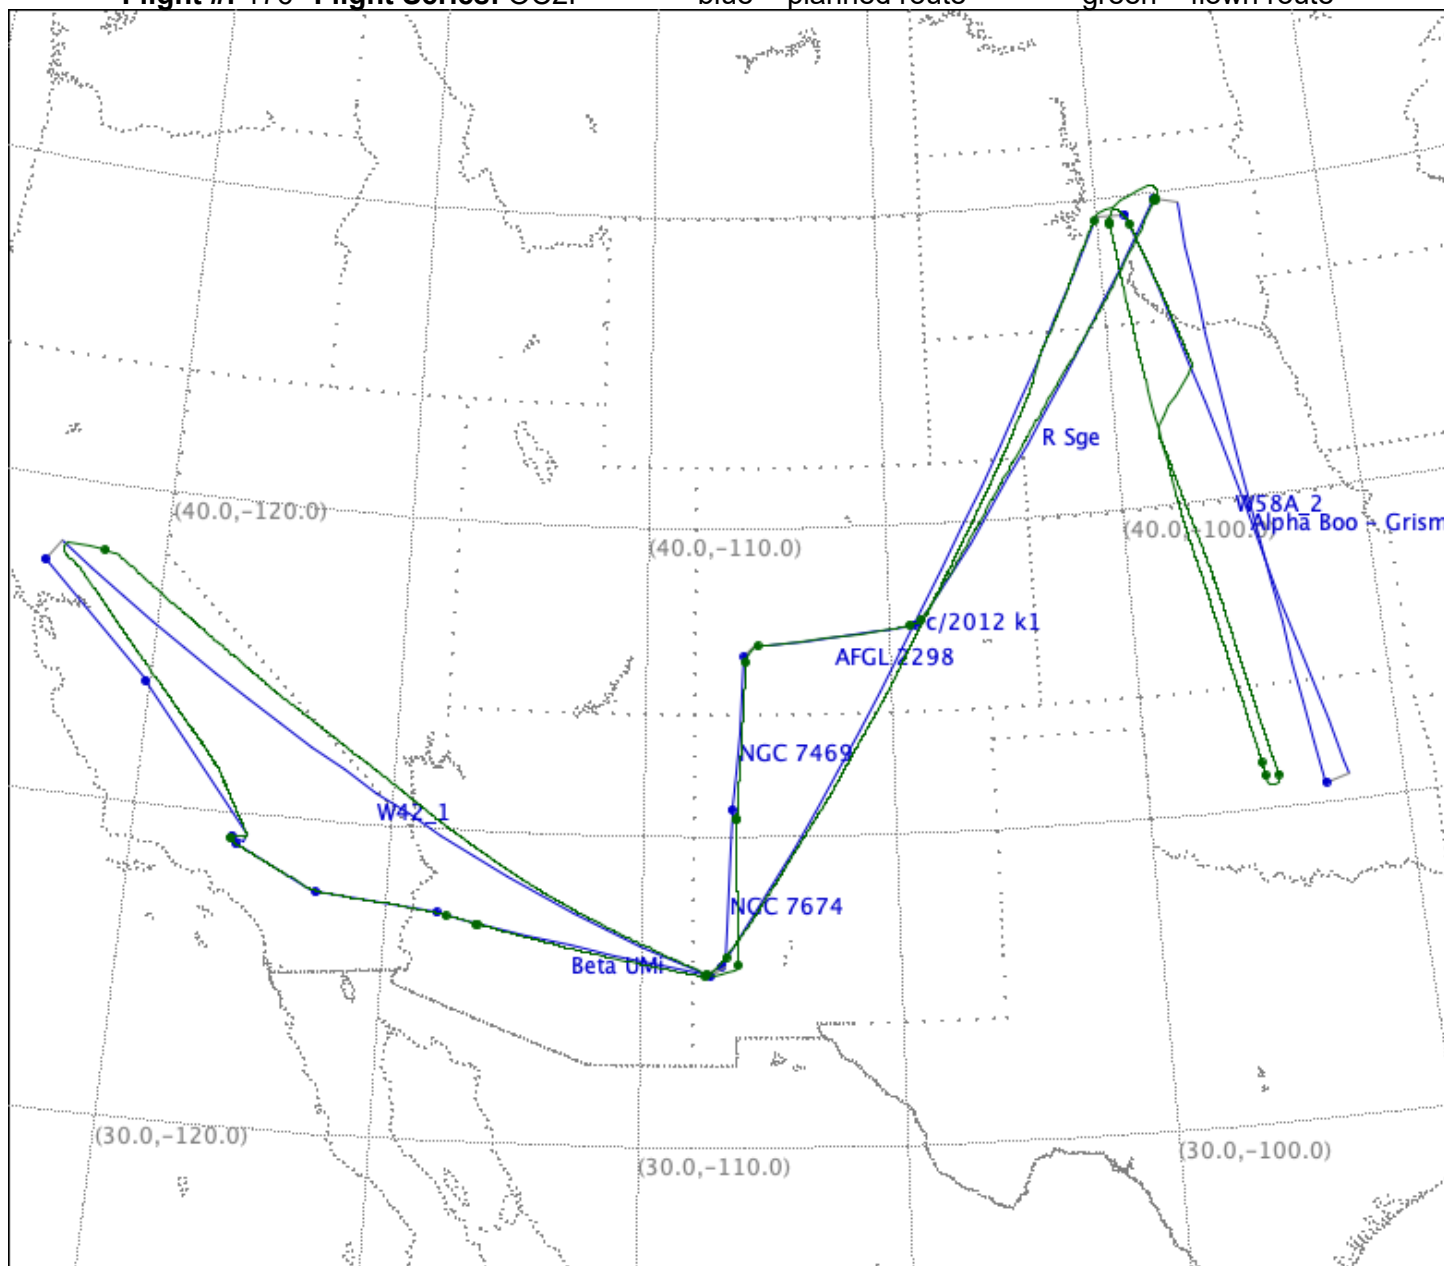 R Sge
(40.0,-120.0)
W58A_2
Alpha Boo - Grism
(40.0,-100.0)
(40.0,-110.0)
c/2012 k1
AFGL 2298
NGC 7469
W42_1
NGC 7674
Beta UMi
(30.0,-120.0)
(30.0,-100.0)
(30.0,-110.0)